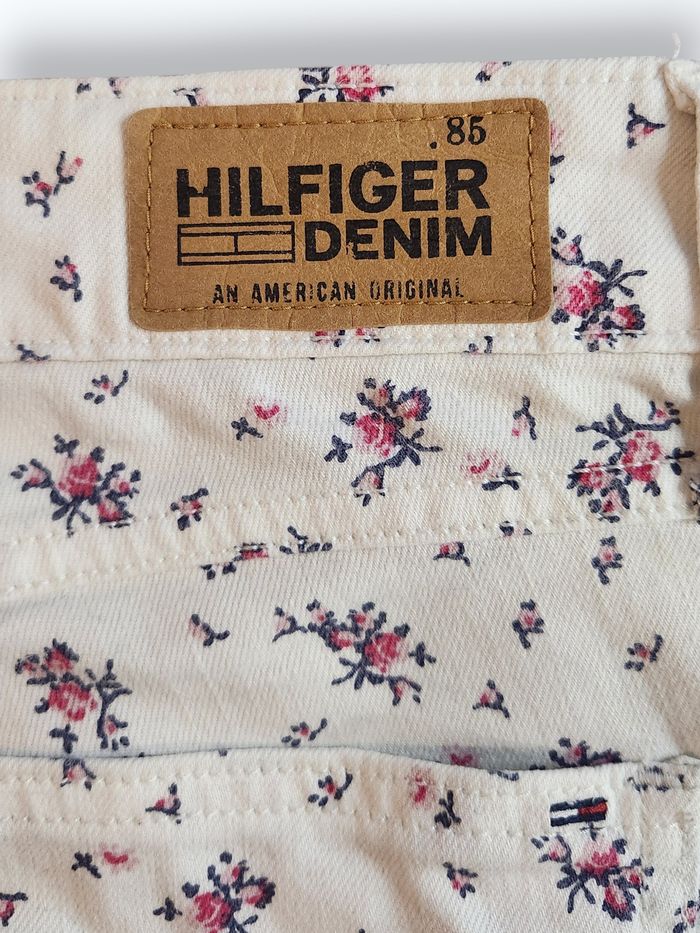 .85
HILFIGER
DENIM
AN AMERICAN ORIGINAL